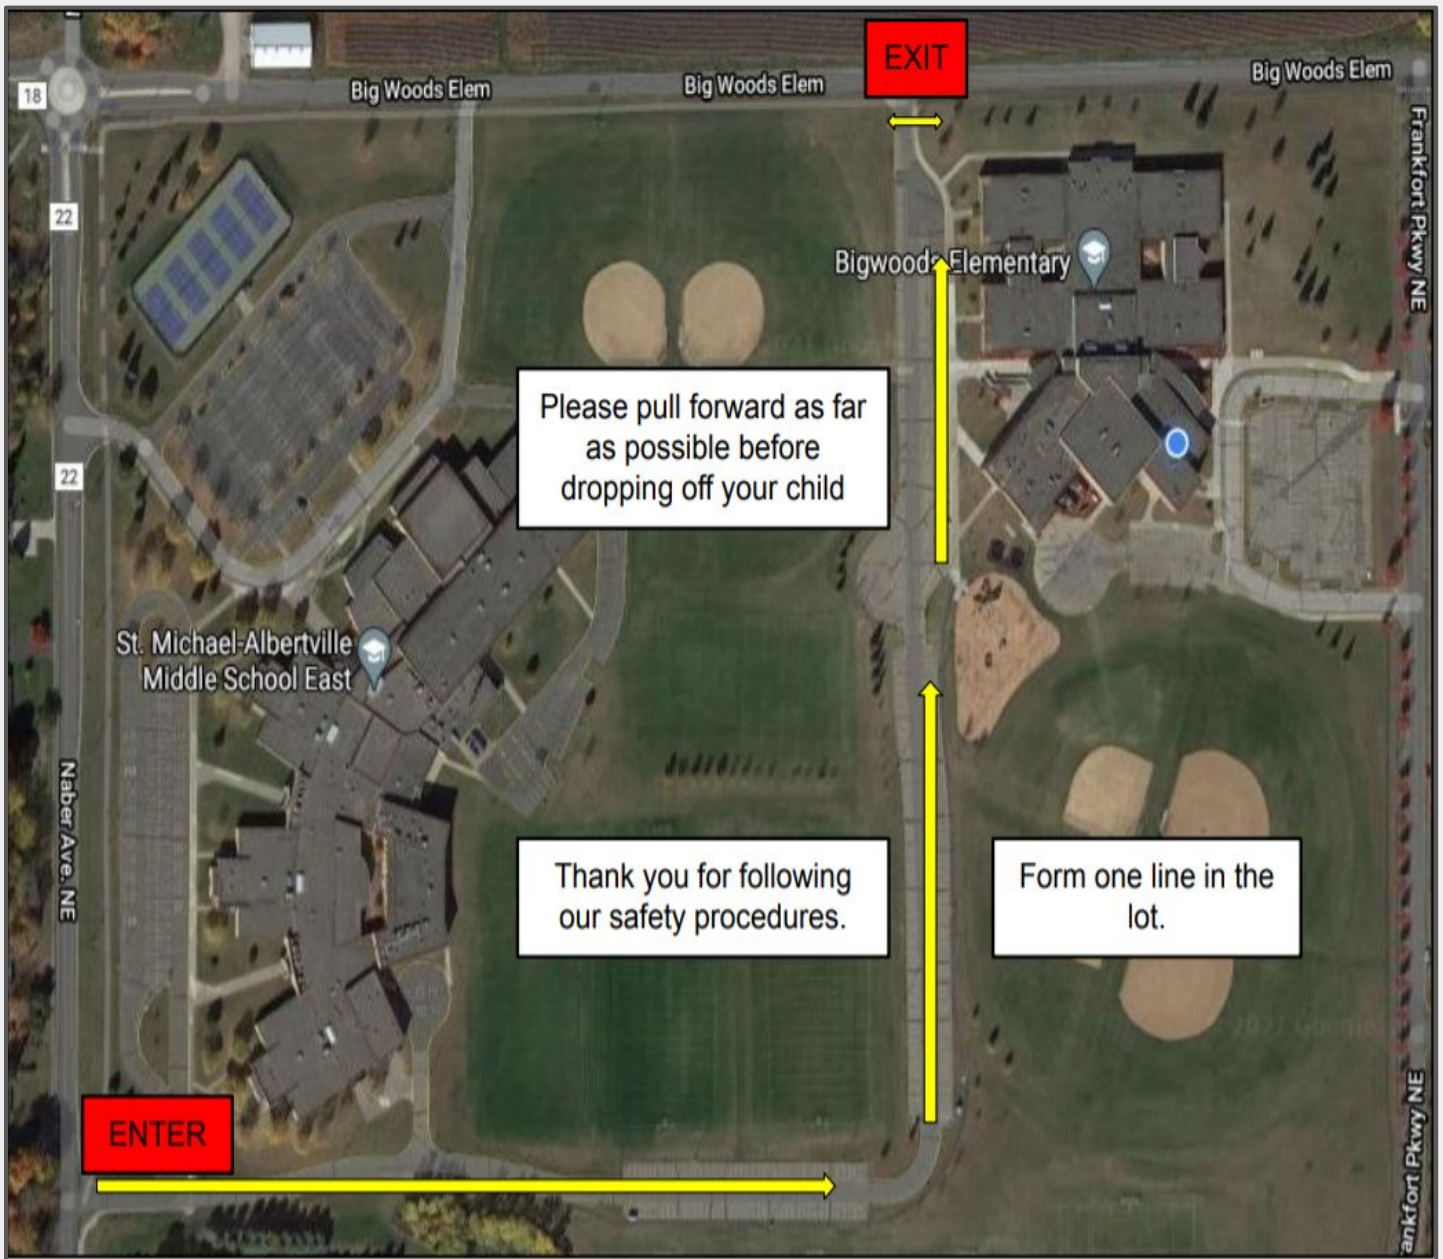 EXIT
Big Woods Elem
Big Woods Elem
Big Woods Elem
18
22
Frankfort Pkwy NE
Bigwoods Elementary
Please pull forward as far
as possible before
dropping off your child
22
St. Michael-Albertville
Middle School East
Naber Ave. NE
Thank you for following
our safety procedures.
Form one line in the
lot.
ENTER
ankfort Pkwy NE